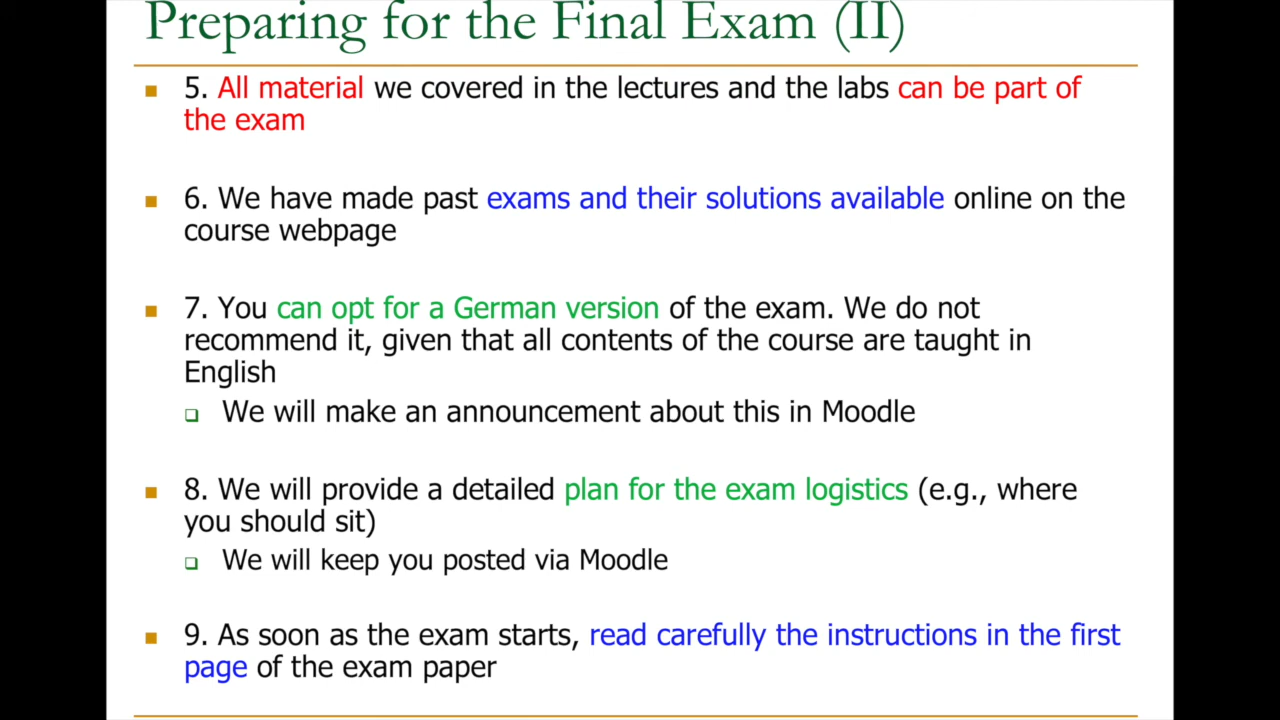 Preparing for the Final Exam (II)
5. All material we covered in the lectures and the labs can be part of
the exam
6. We have made past exams and their solutions available online on the
course webpage
7. You can opt for a German version of the exam. We do not
recommend it, given that all contents of the course are taught in
English
We will make an announcement about this in Moodle
8. We will provide a detailed plan for the exam logistics (e.g., where
you should sit)
We will keep you posted via Moodle
9. As soon as the exam starts, read carefully the instructions in the first
page of the exam paper